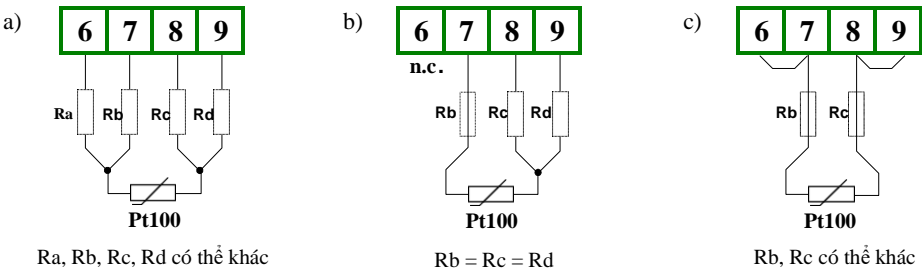 a) 6 7 8 9
Ra Rb Rc Rd
Pt100
Ra, Rb, Rc, Rd có thể khác
b) 6 7 8 9
n.c.
Rb Rc Rd
Pt100
Rb = Rc = Rd
c) 6 7 8 9
Rb Rc
Pt100
Rb, Rc có thể khác